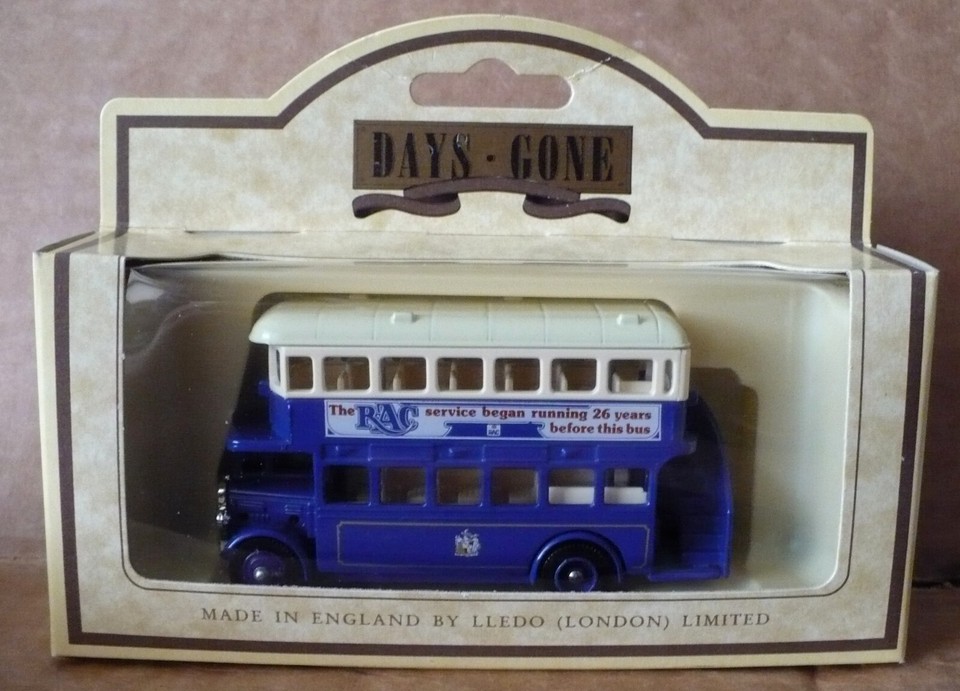 DAYS · GONE
The RAC service began running 26 years
before this bus
RAC
MADE IN ENGLAND BY LLEDO (LONDON) LIMITED